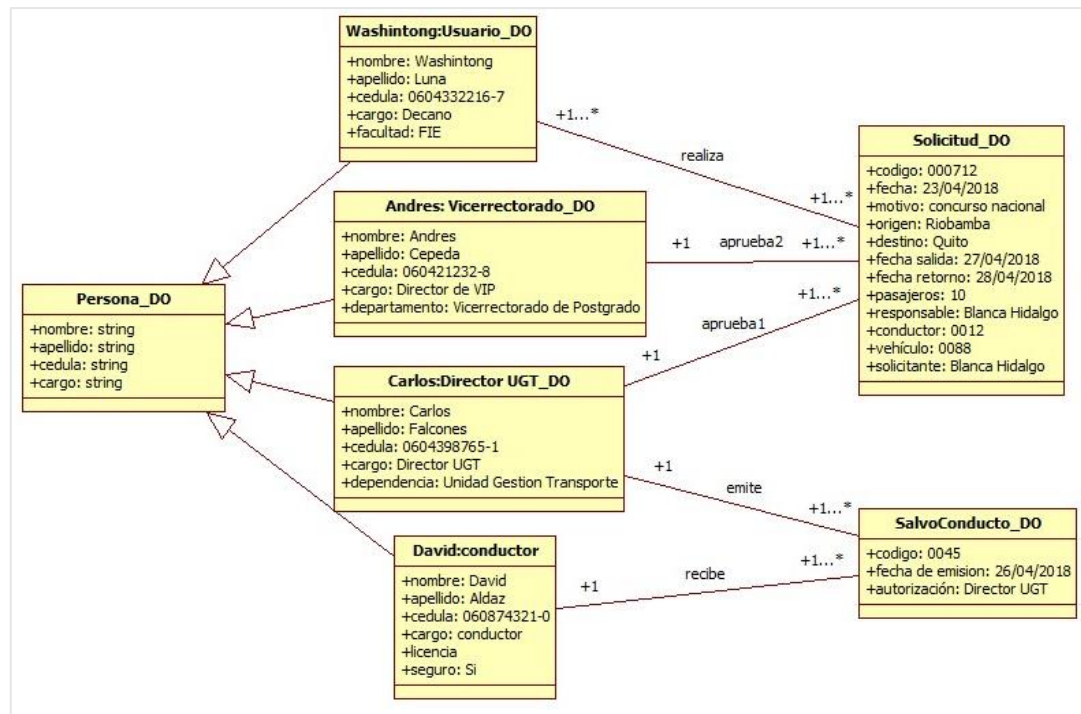 Washintong:Usuario_DO
+nombre: Washintong
+apellido: Luna
+cedula: 0604332216-7
+cargo: Decano
+facultad: FIE
+1...*
realiza
+1...*
Solicitud_DO
+codigo: 000712
+fecha: 23/04/2018
+motivo: concurso nacional
+origen: Riobamba
+destino: Quito
+fecha salida: 27/04/2018
+fecha retorno: 28/04/2018
+pasajeros: 10
+responsable: Blanca Hidalgo
+conductor: 0012
+vehículo: 0088
+solicitante: Blanca Hidalgo
Andres: Vicerrectorado_DO
+nombre: Andres
+apellido: Cepeda
+cedula: 060421232-8
+cargo: Director de VIP
+departamento: Vicerrectorado de Postgrado
+1
aprueba2
+1...*
Persona_DO
+nombre: string
+apellido: string
+cedula: string
+cargo: string
+1...*
aprueba1
+1
Carlos:Director UGT_DO
+nombre: Carlos
+apellido: Falcones
+cedula: 0604398765-1
+cargo: Director UGT
+dependencia: Unidad Gestion Transporte
+1
emite
+1...*
SalvoConducto_DO
+codigo: 0045
+fecha de emision: 26/04/2018
+autorización: Director UGT
David:conductor
+nombre: David
+apellido: Aldaz
+cedula: 060874321-0
+cargo: conductor
+licencia
+seguro: Si
+1
recibe
+1...*